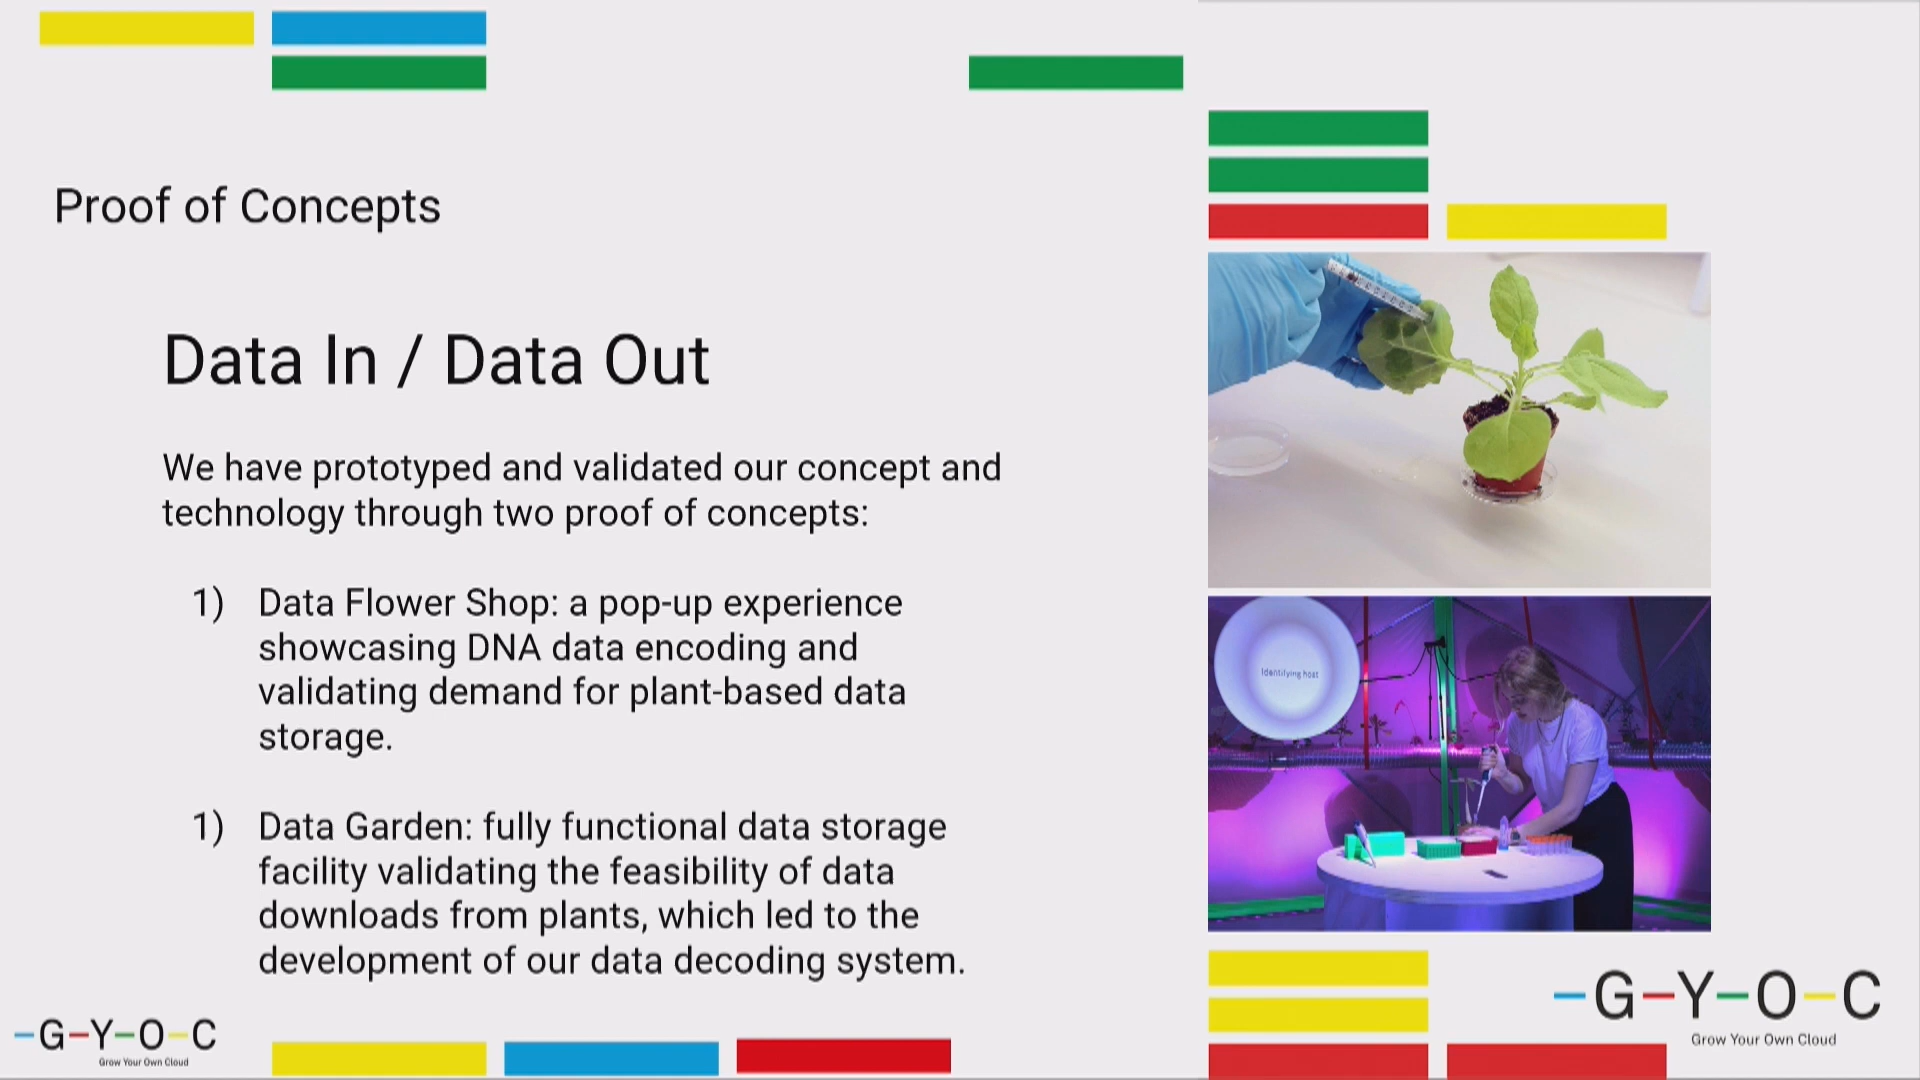 Proof of Concepts
Data In / Data Out
We have prototyped and validated our concept and
technology through two proof of concepts:
1) Data Flower Shop: a pop-up experience
showcasing DNA data encoding and
validating demand for plant-based data
storage.
1) Data Garden: fully functional data storage
facility validating the feasibility of data
downloads from plants, which led to the
development of our data decoding system.
G-Y-O-C
Grow Your Own Cloud
Identifying host
G-Y-O-C
Grow Your Own Cloud